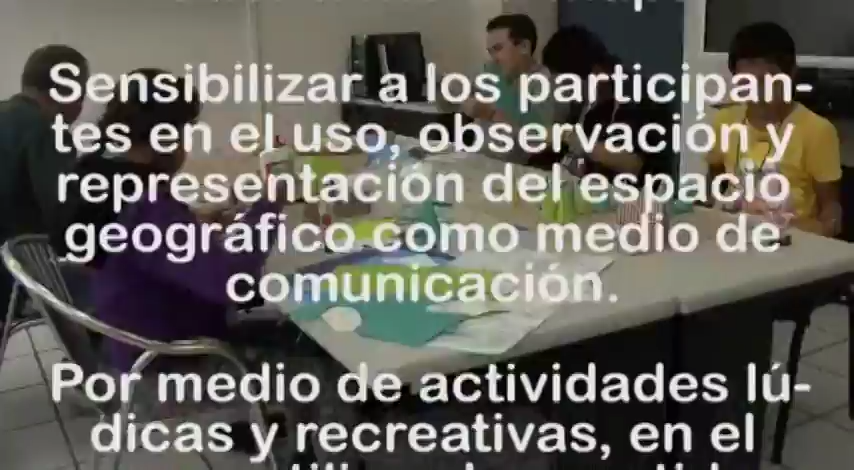 Sensibilizar a los participan-
tes en el uso, observación y
representación del espacio
geográfico como medio de
comunicación.
Por medio de actividades lú-
dicas y recreativas, en el